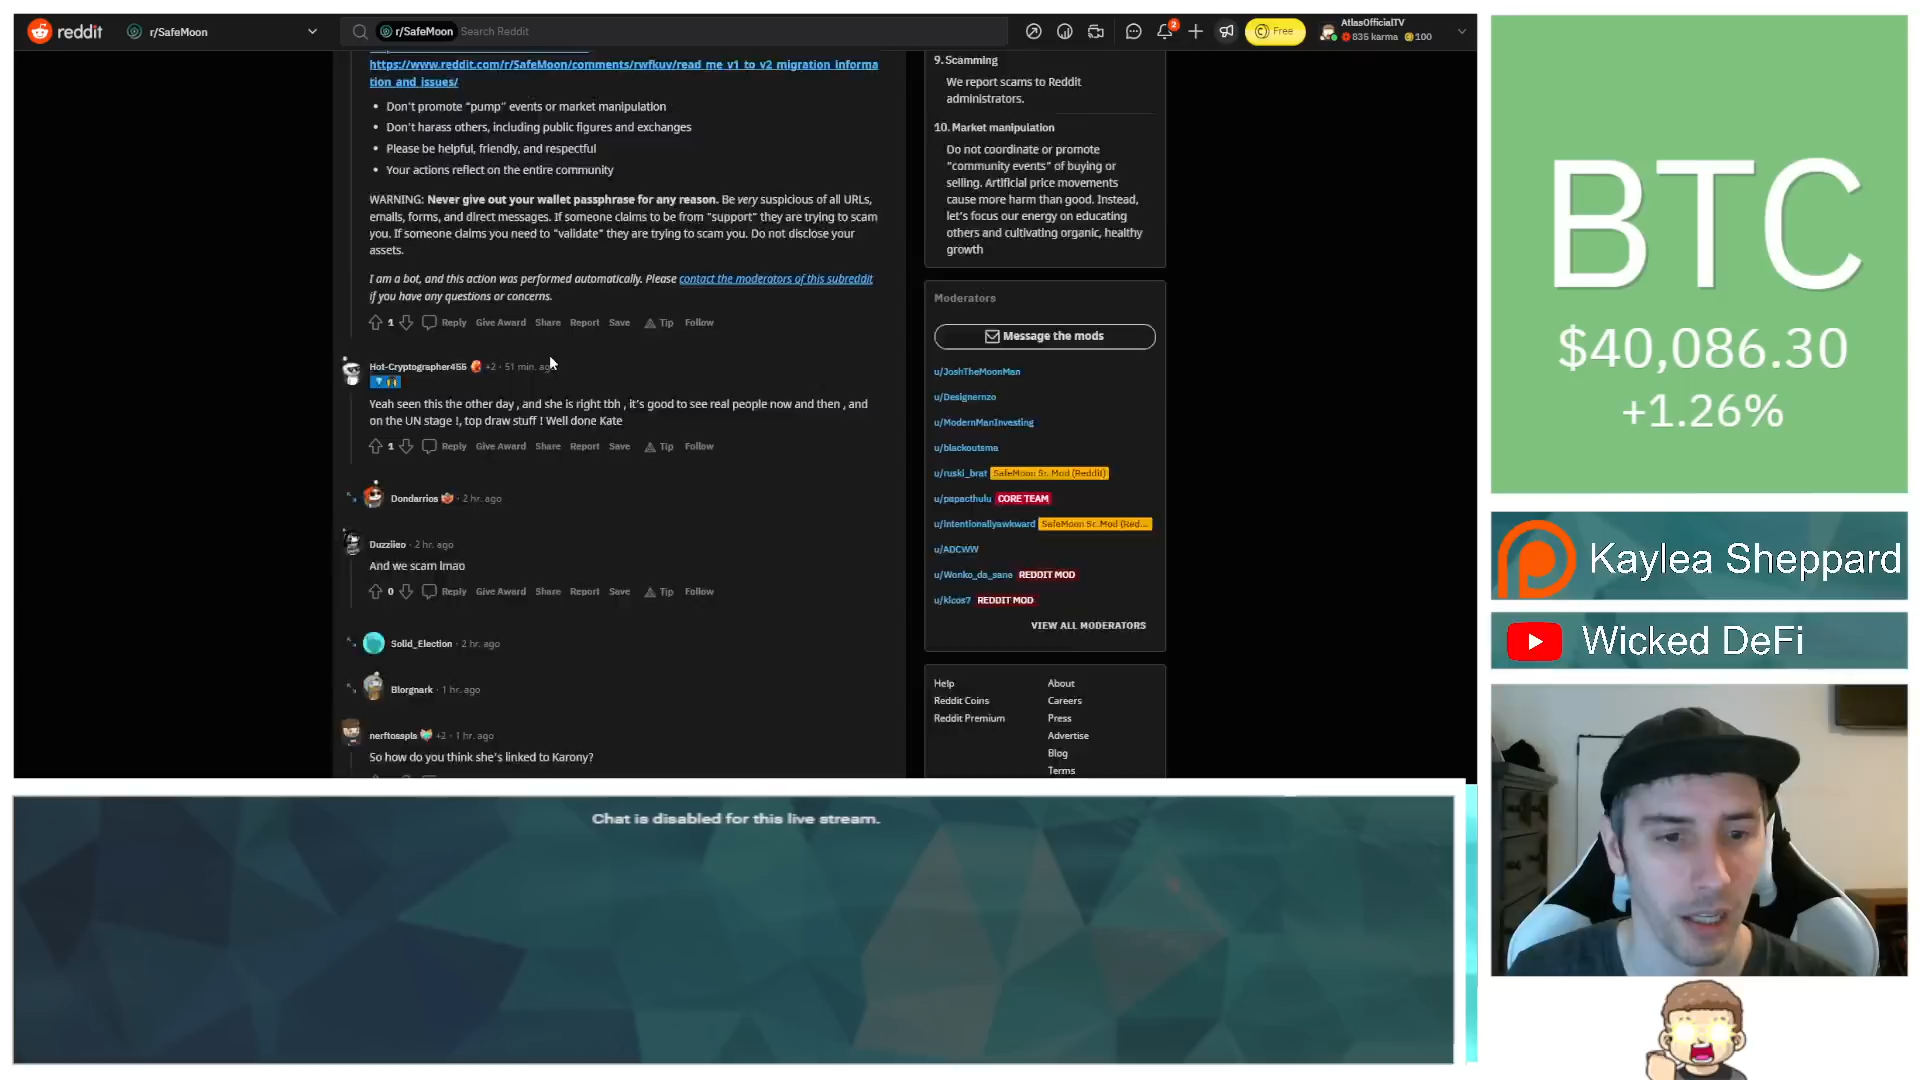 reddit
r/SafeMoon
r/SafeMoon
Search Reddit
2
Free
AtlasOfficialTV
835 karma
100
https://www.reddit.com/r/SafeMoon/comments/rwfkuv/read_me_v1_to_v2_migration_informa
tion_and_issues/
• Don't promote "pump" events or market manipulation
• Don't harass others, including public figures and exchanges
• Please be helpful, friendly, and respectful
• Your actions reflect on the entire community
WARNING: Never give out your wallet passphrase for any reason. Be very suspicious of all URLs,
emails, forms, and direct messages. If someone claims to be from "support" they are trying to scam
you. If someone claims you need to "validate" they are trying to scam you. Do not disclose your
assets.
I am a bot, and this action was performed automatically. Please contact the moderators of this subreddit
if you have any questions or concerns.
1 Reply Give Award Share Report Save Tip Follow
Hot-Cryptographer455 +2 · 51 min. ago
Yeah seen this the other day , and she is right tbh , it's good to see real people now and then , and
on the UN stage !, top draw stuff ! Well done Kate
1 Reply Give Award Share Report Save Tip Follow
Dondarrios · 2 hr. ago
Duzziieo · 2 hr. ago
And we scam lmao
0 Reply Give Award Share Report Save Tip Follow
Solid_Election · 2 hr. ago
Blorgnark · 1 hr. ago
nerftosspls +2 · 1 hr. ago
So how do you think she's linked to Karony?
9. Scamming
We report scams to Reddit
administrators.
10. Market manipulation
Do not coordinate or promote
"community events" of buying or
selling. Artificial price movements
cause more harm than good. Instead,
let's focus our energy on educating
others and cultivating organic, healthy
growth
Moderators
Message the mods
u/JoshTheMoonMan
u/Designernzo
u/ModernManInvesting
u/blackoutsma
u/ruski_brat SafeMoon Sr. Mod (Reddit)
u/papacthulu CORE TEAM
u/intentionallyawkward SafeMoon Sr. Mod (Red...
u/ADCWW
u/Wonko_da_sane REDDIT MOD
u/kicos7 REDDIT MOD
VIEW ALL MODERATORS
Help About
Reddit Coins Careers
Reddit Premium Press
Advertise
Blog
Terms
BTC
$40,086.30
+1.26%
Kaylea Sheppard
Wicked DeFi
Chat is disabled for this live stream.